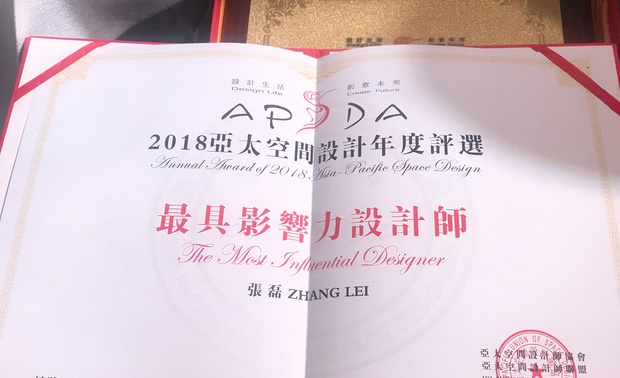 設計生活 創意未來
Design Life Create Future
APSDA
2018亞太空間設計年度評選
Annual Award of 2018. Asia-Pacific Space Design
最具影響力設計師
The Most Influential Designer
張磊 ZHANG LEI
亞太空間設計師協會
亞太空間設計師聯盟
UNION OF SPACE